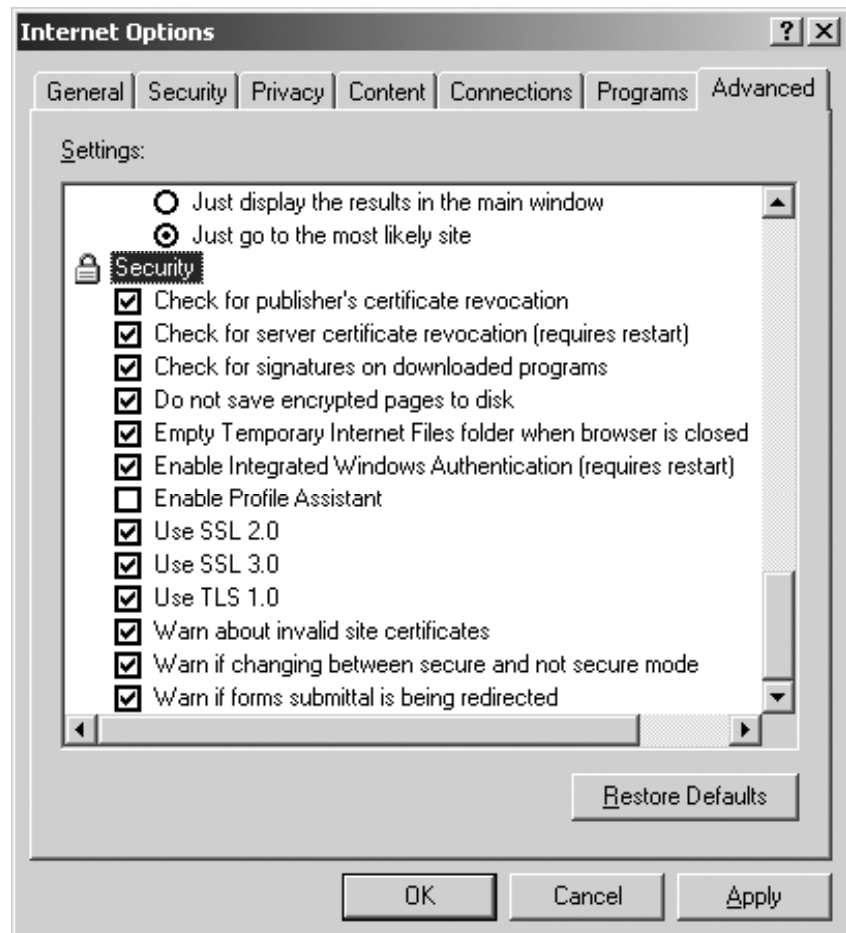 Internet Options
General Security Privacy Content Connections Programs Advanced
Settings:
Just display the results in the main window
Just go to the most likely site
Security
Check for publisher's certificate revocation
Check for server certificate revocation (requires restart)
Check for signatures on downloaded programs
Do not save encrypted pages to disk
Empty Temporary Internet Files folder when browser is closed
Enable Integrated Windows Authentication (requires restart)
Enable Profile Assistant
Use SSL 2.0
Use SSL 3.0
Use TLS 1.0
Warn about invalid site certificates
Warn if changing between secure and not secure mode
Warn if forms submittal is being redirected
Restore Defaults
OK Cancel Apply